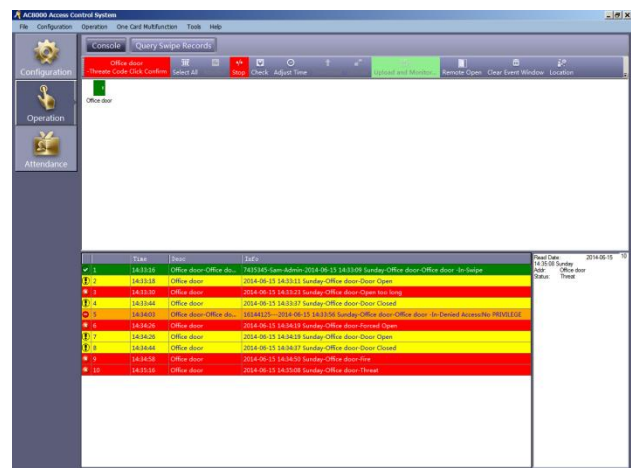 AC8000 Access Control System
File Configuration Operation One Card Multifunction Tools Help
Configuration
Operation
Attendance
Console Query Swipe Records
Office door
-Threate Code Click Confirm
Select All
Stop Check Adjust Time
Upload and Monitor...
Remote Open Clear Event Window Location
Office door
Time Desc Info
1 14:33:16 Office door-Office do... 7435345-Sam-Admin-2014-06-15 14:33:09 Sunday-Office door-Office door -In-Swipe
2 14:33:18 Office door 2014-06-15 14:33:11 Sunday-Office door-Door Open
3 14:33:30 Office door 2014-06-15 14:33:23 Sunday-Office door-Open too long
4 14:33:44 Office door 2014-06-15 14:33:37 Sunday-Office door-Door Closed
5 14:34:03 Office door-Office do... 16144125---2014-06-15 14:33:56 Sunday-Office door-Office door -In-Denied Access:No PRIVILEGE
6 14:34:26 Office door 2014-06-15 14:34:19 Sunday-Office door-Forced Open
7 14:34:26 Office door 2014-06-15 14:34:19 Sunday-Office door-Door Open
8 14:34:44 Office door 2014-06-15 14:34:37 Sunday-Office door-Door Closed
9 14:34:58 Office door 2014-06-15 14:34:50 Sunday-Office door-Fire
10 14:35:16 Office door 2014-06-15 14:35:08 Sunday-Office door-Threat
Read Date: 2014-06-15 10
14:35:08 Sunday
Addr: Office door
Status: Threat